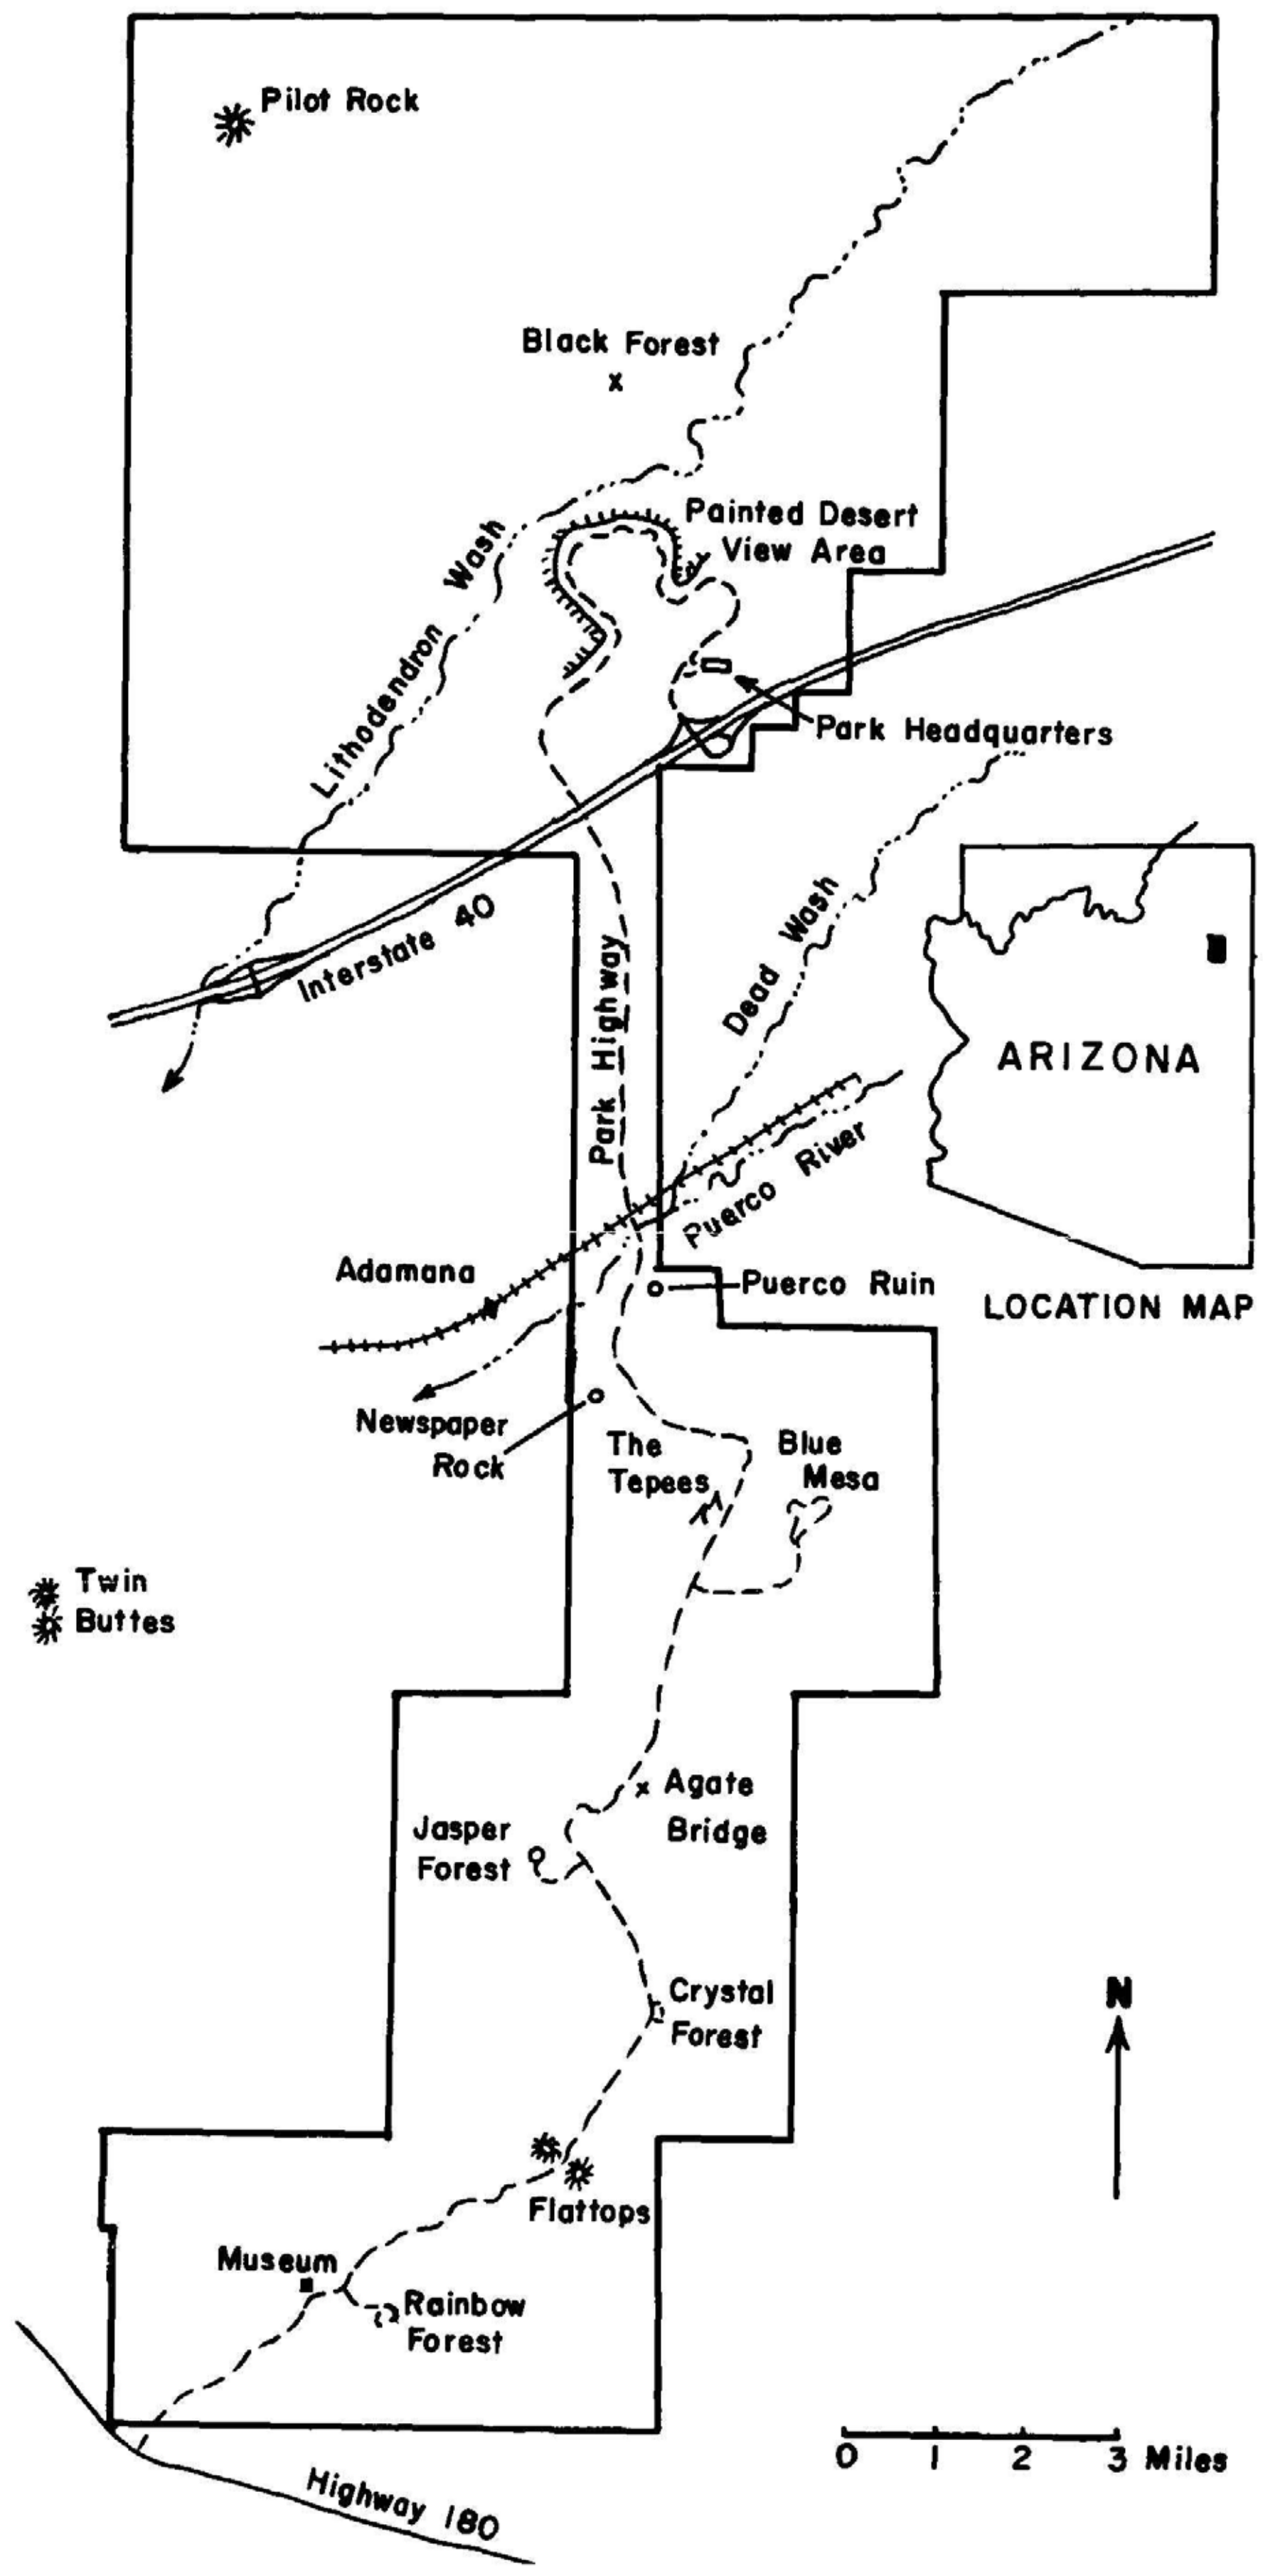 Pilot Rock
Black Forest
Painted Desert
View Area
Lithodendron Wash
Park Headquarters
Interstate 40
Park Highway
Dead Wash
ARIZONA
LOCATION MAP
Puerco River
Adamana
Puerco Ruin
Newspaper
Rock
The
Tepees
Blue
Mesa
Twin
Buttes
Agate
Bridge
Jasper
Forest
Crystal
Forest
N
Flattops
Museum
Rainbow
Forest
0 1 2 3 Miles
Highway 180